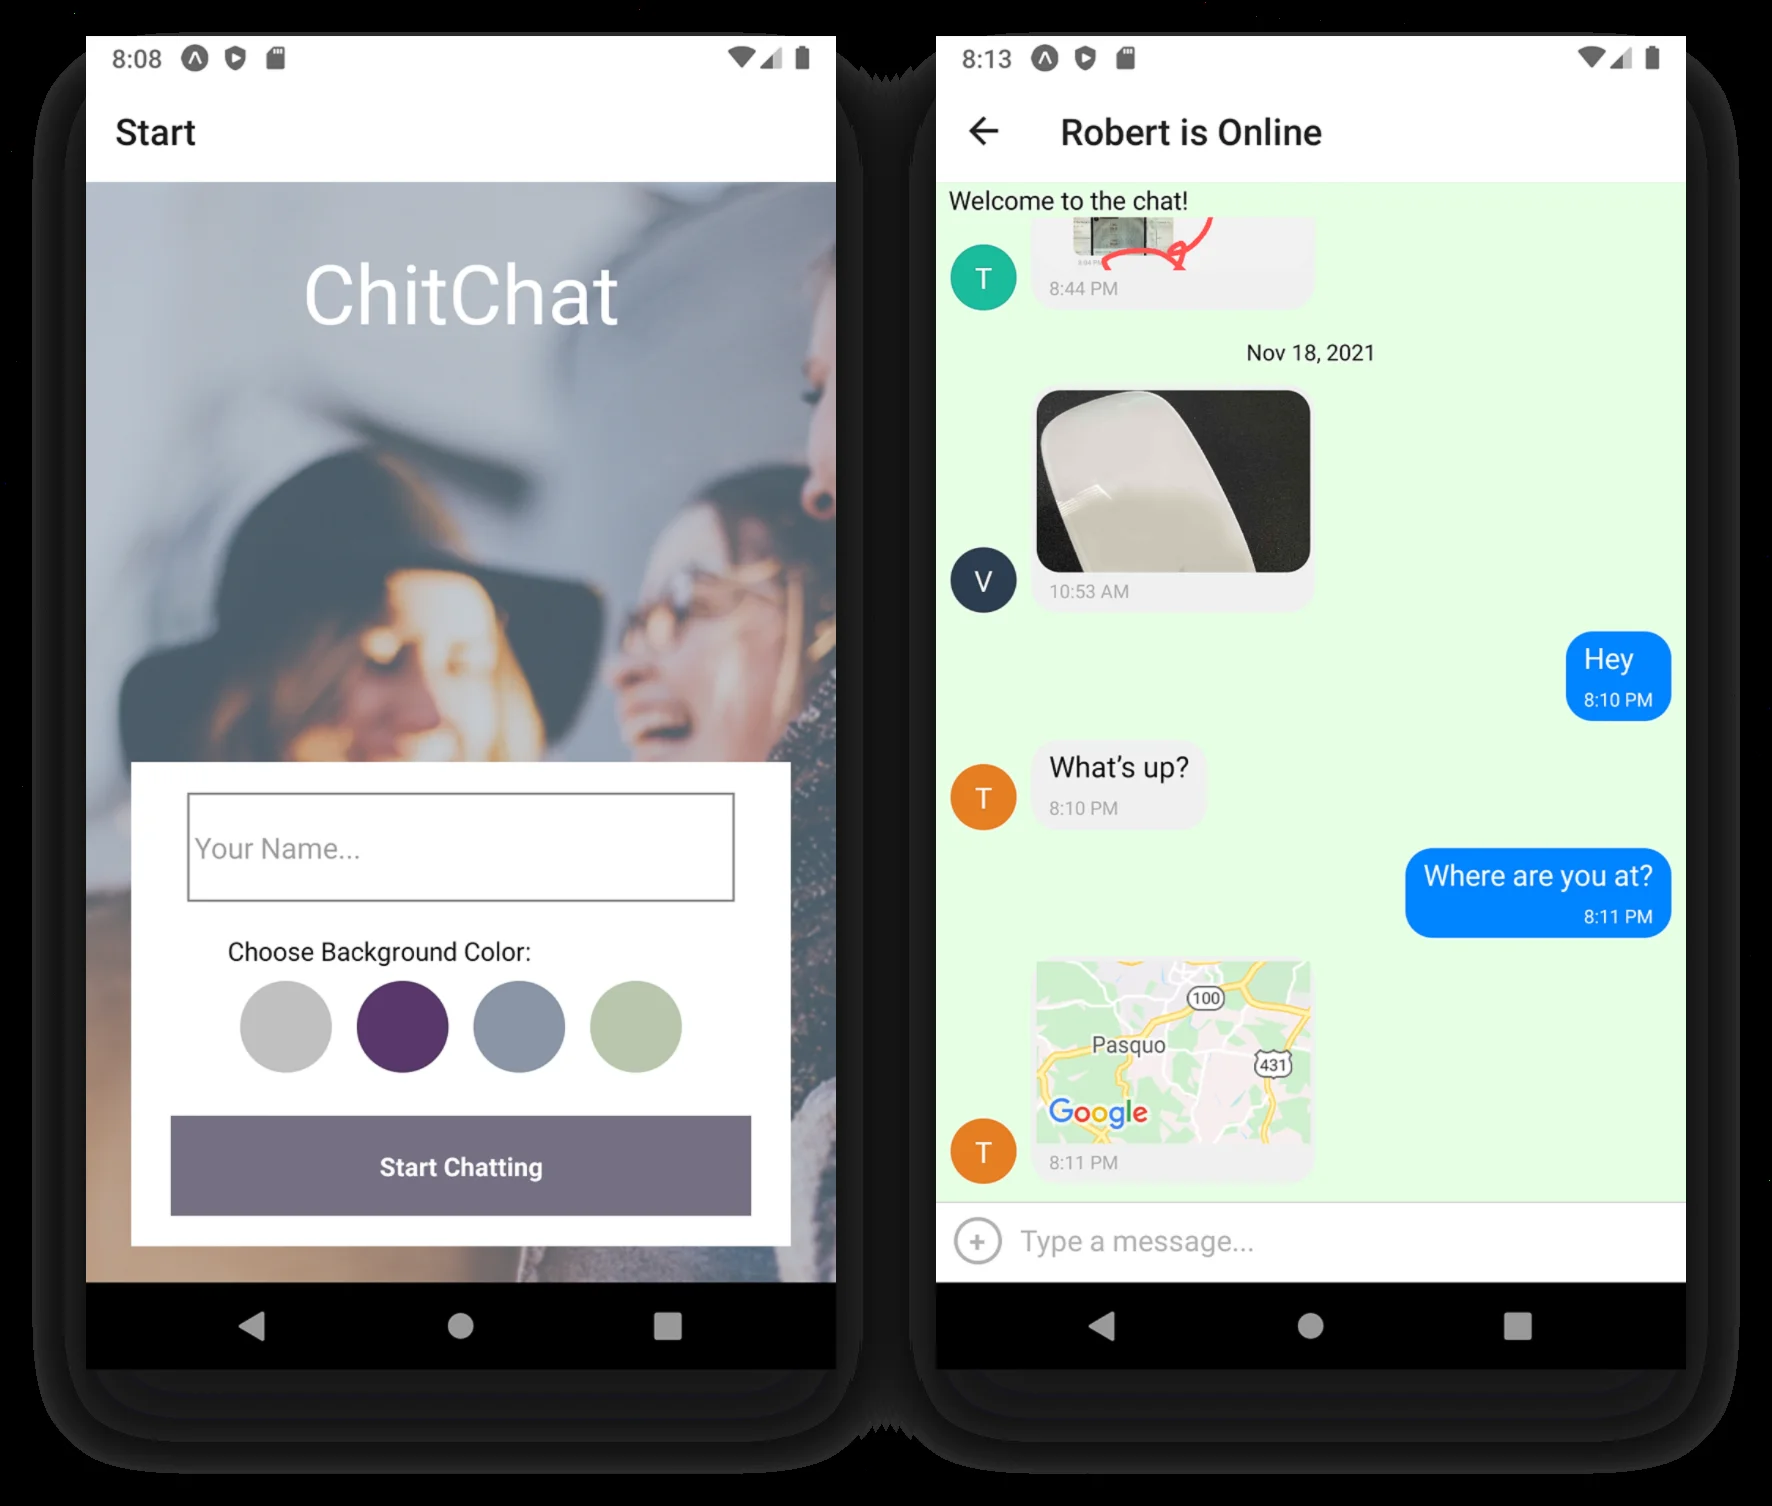 8:08
Start
ChitChat
Your Name...
Choose Background Color:
Start Chatting
8:13
Robert is Online
Welcome to the chat!
T
8:44 PM
Nov 18, 2021
V
10:53 AM
Hey
8:10 PM
What’s up?
T
8:10 PM
Where are you at?
8:11 PM
100
Pasquo
431
Google
T
8:11 PM
Type a message...